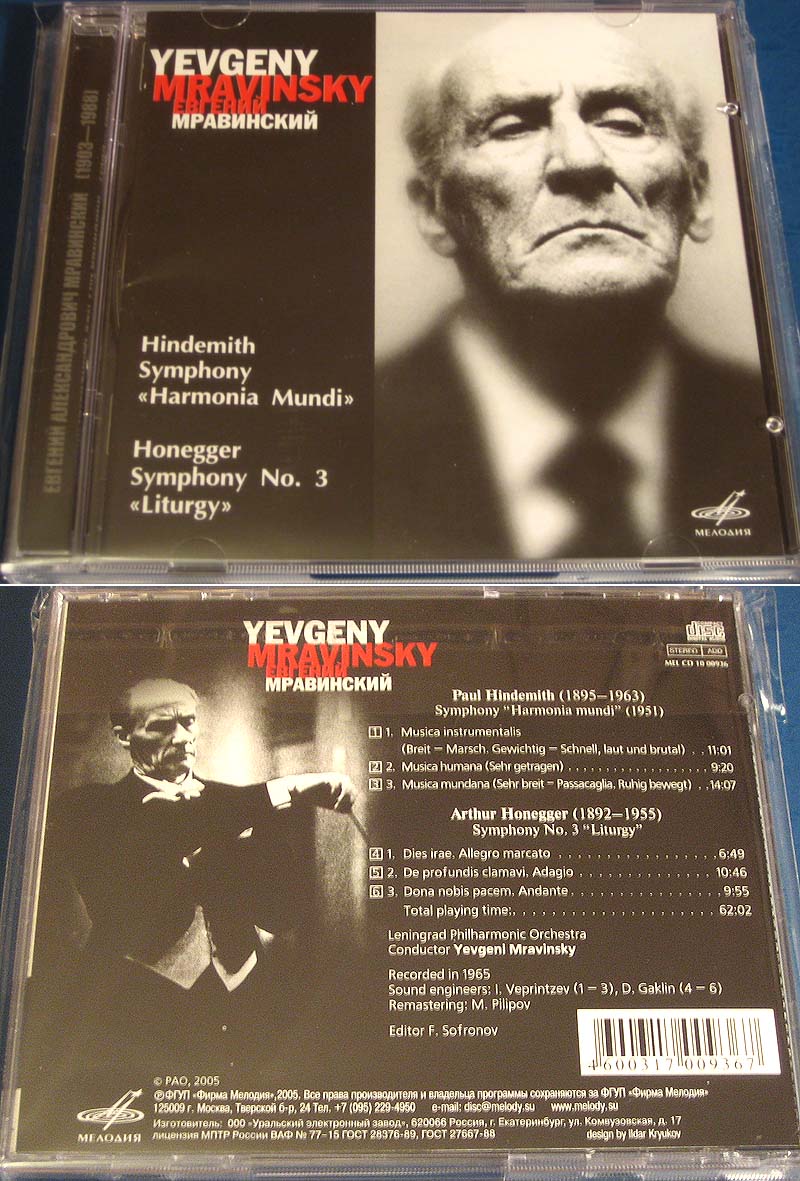 YEVGENY
MRAVINSKY
ЕВГЕНИЙ
МРАВИНСКИЙ
ЕВГЕНИЙ АЛЕКСАНДРОВИЧ МРАВИНСКИЙ (1903—1988)
Hindemith
Symphony
«Harmonia Mundi»
Honegger
Symphony No. 3
«Liturgy»
МЕЛОДИЯ
YEVGENY
MRAVINSKY
ЕВГЕНИЙ
МРАВИНСКИЙ
COMPACT
disc
DIGITAL AUDIO
STEREO ADD
MEL CD 10 00936
Paul Hindemith (1895—1963)
Symphony "Harmonia mundi" (1951)
1 1. Musica instrumentalis
(Breit – Marsch. Gewichtig – Schnell, laut und brutal) . . 11:01
2 2. Musica humana (Sehr getragen) . . . . . . . . . . . . . . . . . . 9:20
3 3. Musica mundana (Sehr breit – Passacaglia. Ruhig bewegt) . . 14:07
Arthur Honegger (1892—1955)
Symphony No. 3 "Liturgy"
4 1. Dies irae. Allegro marcato . . . . . . . . . . . . . . . . . 6:49
5 2. De profundis clamavi. Adagio . . . . . . . . . . . . . . 10:46
6 3. Dona nobis pacem. Andante . . . . . . . . . . . . . . . 9:55
Total playing time: . . . . . . . . . . . . . . . . . . . . . . 62:02
Leningrad Philharmonic Orchestra
Conductor Yevgeni Mravinsky
Recorded in 1965
Sound engineers: I. Veprintzev (1 – 3), D. Gaklin (4 – 6)
Remastering: M. Pilipov
Editor F. Sofronov
4 600317 009367
© РАО, 2005
℗ ФГУП «Фирма Мелодия», 2005. Все права производителя и владельца программы сохраняются за ФГУП «Фирма Мелодия»
125009 г. Москва, Тверской б-р, 24 Тел. +7 (095) 229-4950 e-mail: disc@melody.su www.melody.su
МЕЛОДИЯ
Изготовитель: ООО «Уральский электронный завод», 620066 Россия, г. Екатеринбург, ул. Комвузовская, д. 17
лицензия МПТР России ВАФ № 77-15 ГОСТ 28376-89, ГОСТ 27667-88 design by Ildar Kryukov